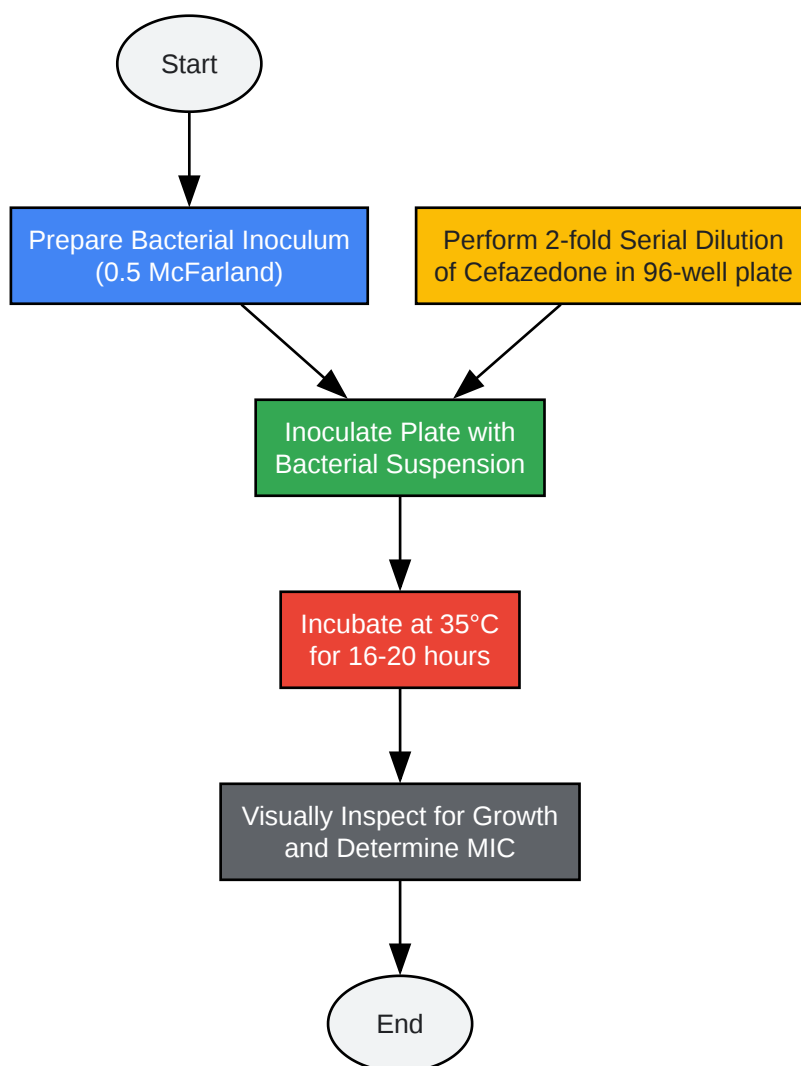 Start
Prepare Bacterial Inoculum
(0.5 McFarland)
Perform 2-fold Serial Dilution
of Cefazedone in 96-well plate
Inoculate Plate with
Bacterial Suspension
Incubate at 35°C
for 16-20 hours
Visually Inspect for Growth
and Determine MIC
End